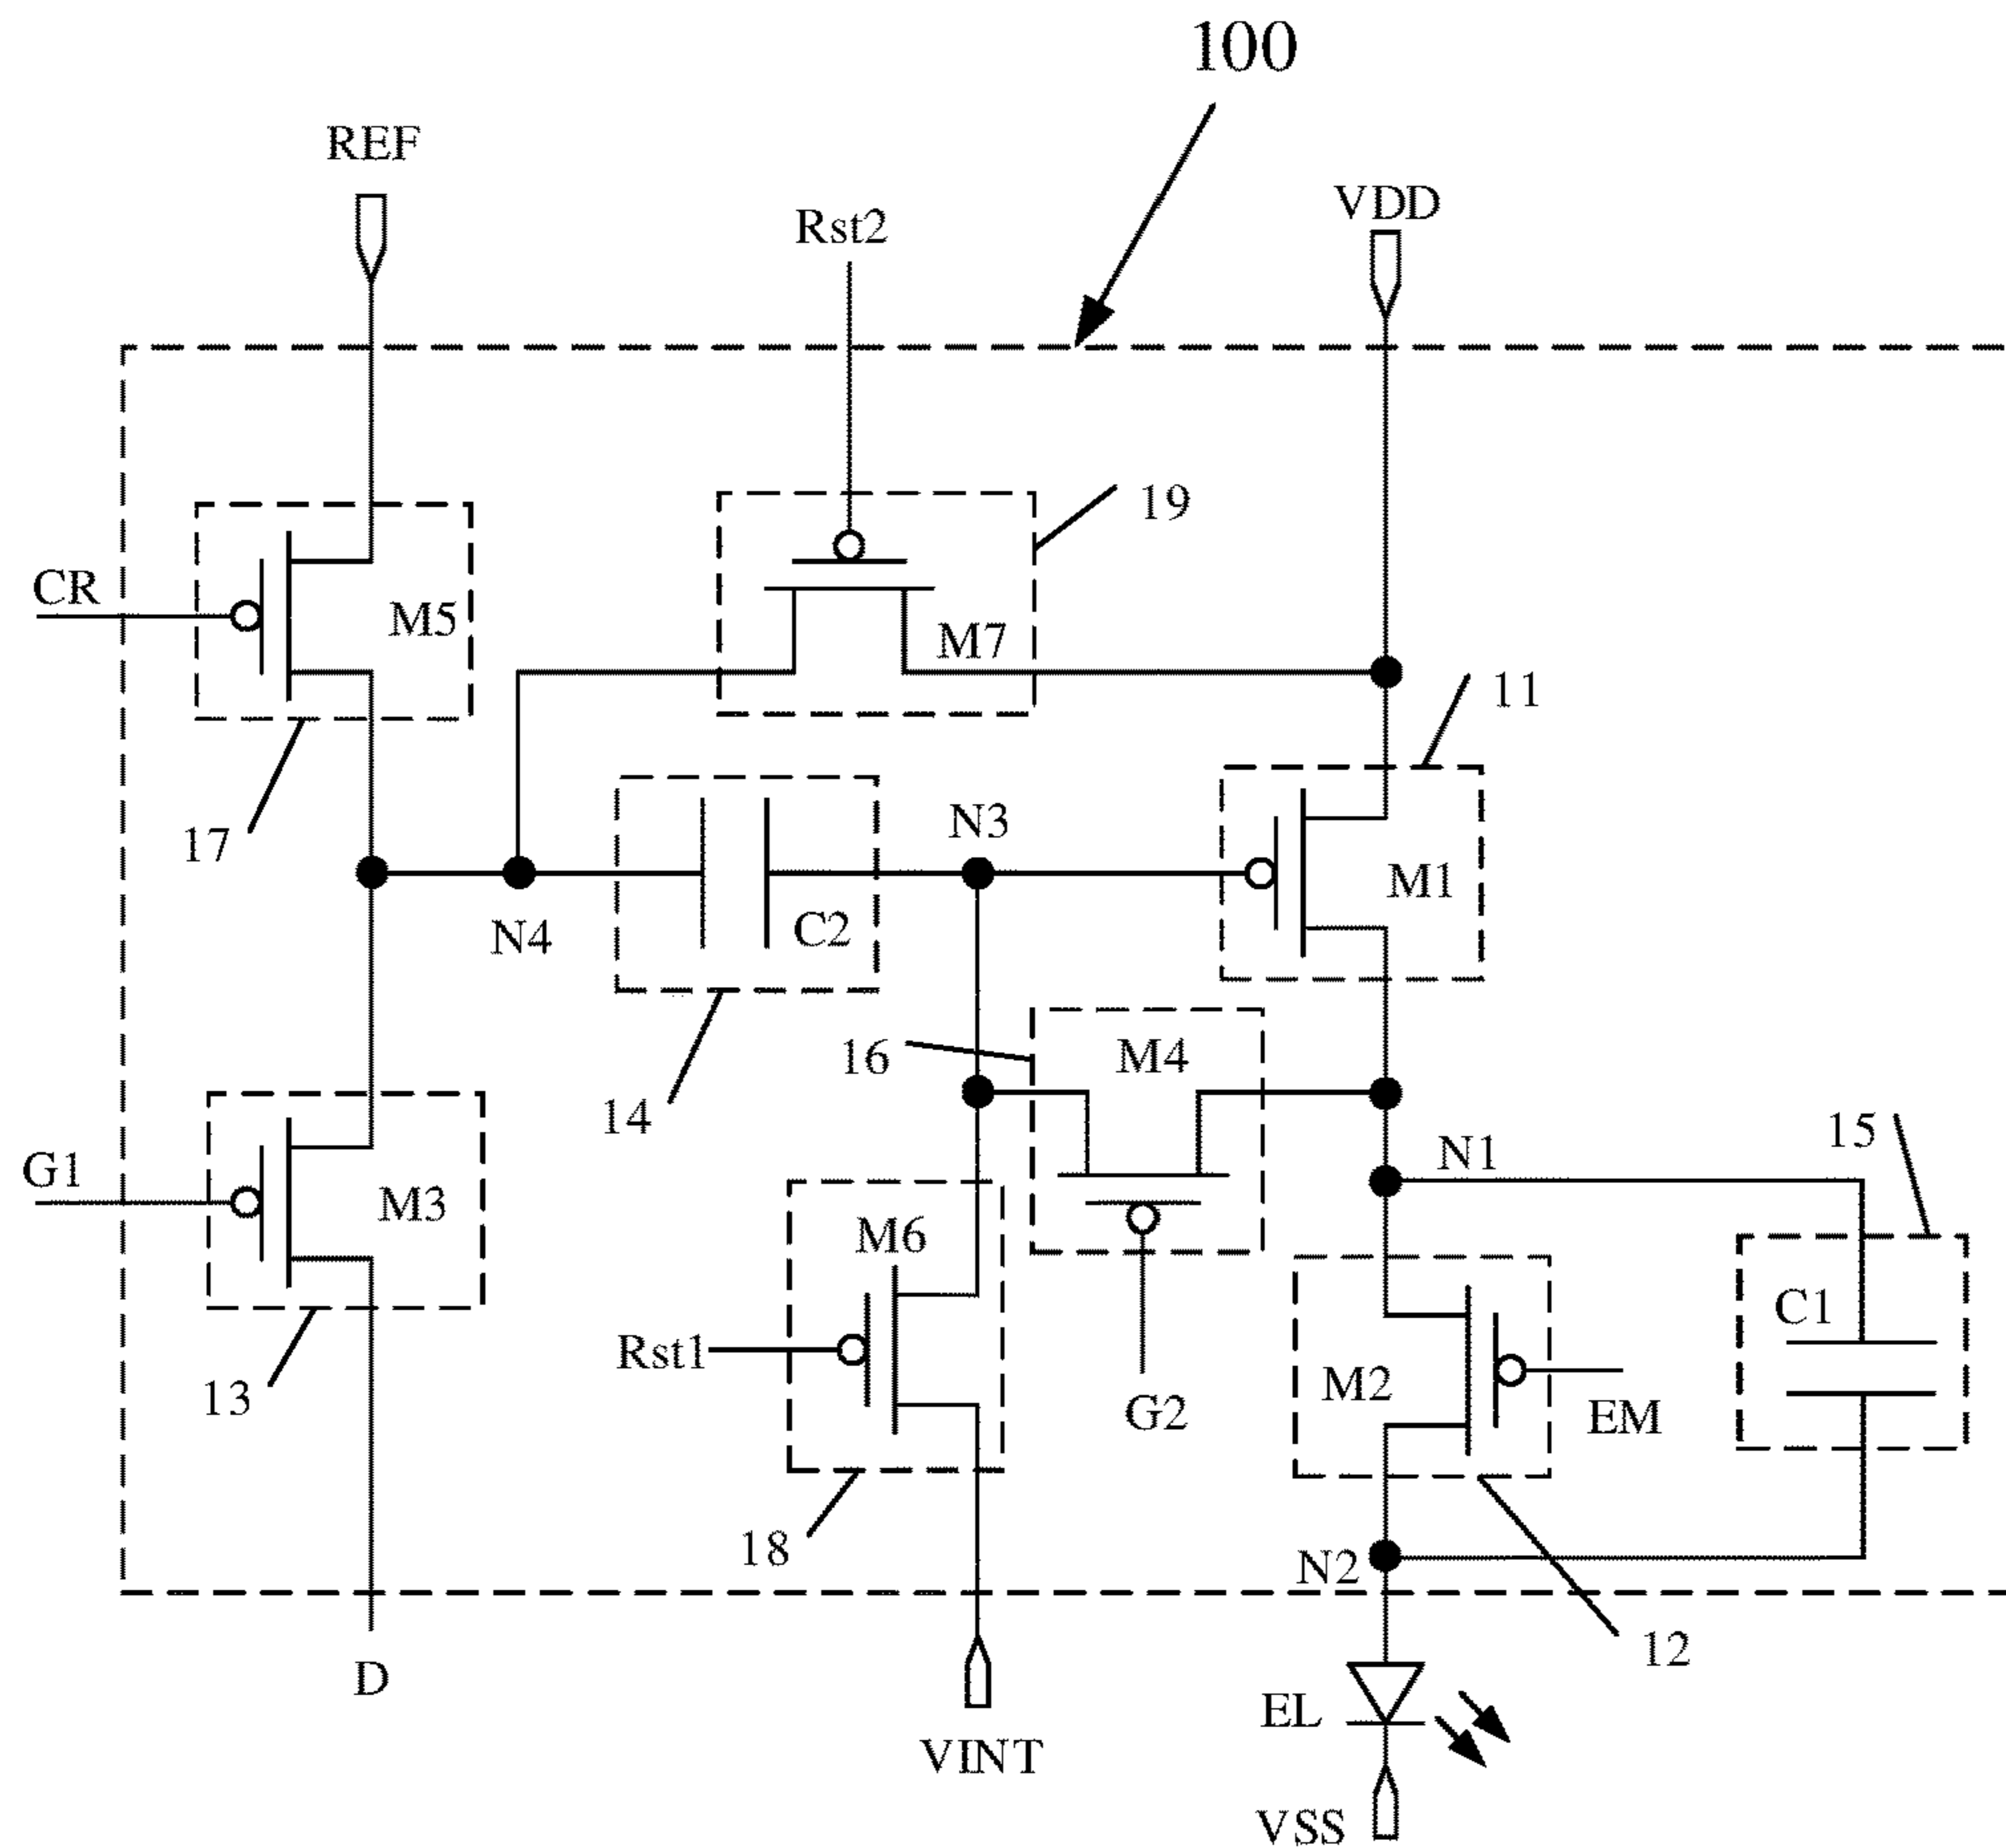 100
REF
VDD
Rst2
19
CR
M5
M7
11
17
N3
M1
N4
C2
16
M4
14
15
N1
G1
M3
M6
C1
Rst1
M2
13
G2
EM
18
N2
12
D
EL
VINT
VSS